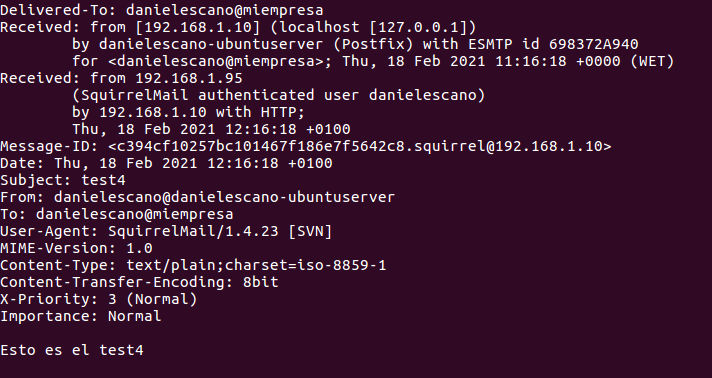 Delivered-To: danielescano@miempresa
Received: from [192.168.1.10] (localhost [127.0.0.1])
        by danielescano-ubuntuserver (Postfix) with ESMTP id 698372A940
        for <danielescano@miempresa>; Thu, 18 Feb 2021 11:16:18 +0000 (WET)
Received: from 192.168.1.95
        (SquirrelMail authenticated user danielescano)
        by 192.168.1.10 with HTTP;
        Thu, 18 Feb 2021 12:16:18 +0100
Message-ID: <c394cf10257bc101467f186e7f5642c8.squirrel@192.168.1.10>
Date: Thu, 18 Feb 2021 12:16:18 +0100
Subject: test4
From: danielescano@danielescano-ubuntuserver
To: danielescano@miempresa
User-Agent: SquirrelMail/1.4.23 [SVN]
MIME-Version: 1.0
Content-Type: text/plain;charset=iso-8859-1
Content-Transfer-Encoding: 8bit
X-Priority: 3 (Normal)
Importance: Normal

Esto es el test4